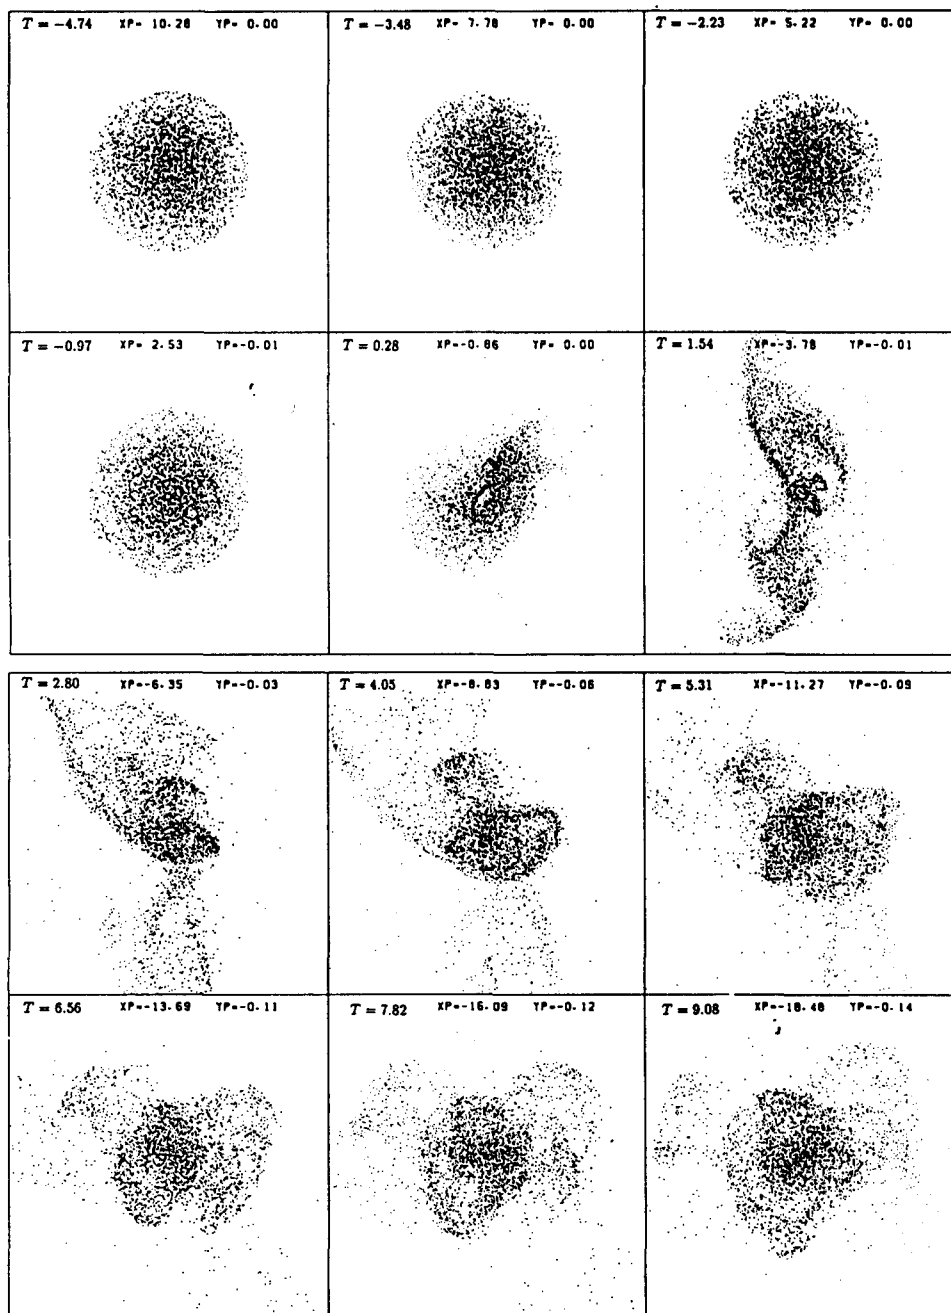 T = -4.74 XP= 10.28 YP= 0.00
T = -3.48 XP= 7.78 YP= 0.00
T = -2.23 XP= 5.22 YP= 0.00
T = -0.97 XP= 2.53 YP=-0.01
T = 0.28 XP=-0.86 YP= 0.00
T = 1.54 XP=-3.78 YP=-0.01
T = 2.80 XP=-6.35 YP=-0.03
T = 4.05 XP=-8.83 YP=-0.06
T = 5.31 XP=-11.27 YP=-0.09
T = 6.56 XP=-13.69 YP=-0.11
T = 7.82 XP=-16.09 YP=-0.12
T = 9.08 XP=-18.48 YP=-0.14